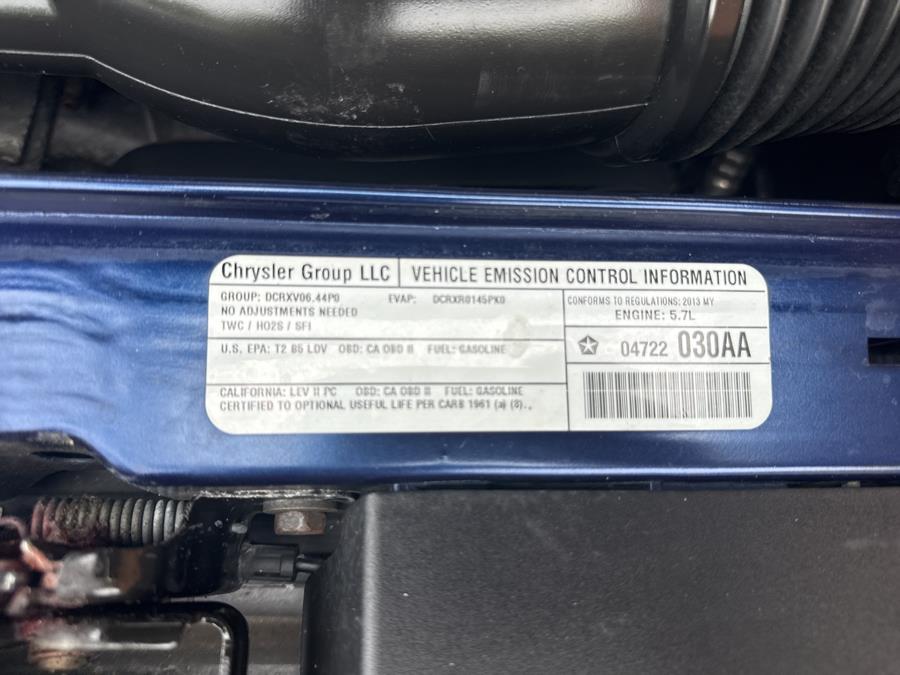 Chrysler Group LLC
VEHICLE EMISSION CONTROL INFORMATION
GROUP: DCRXV06.44P0 EVAP: DCRXR0145PK0
NO ADJUSTMENTS NEEDED
TWC / HO2S / SFI
CONFORMS TO REGULATIONS: 2013 MY
ENGINE: 5.7L
U.S. EPA: T2 B5 LDV OBD: CA OBD II FUEL: GASOLINE
04722 030AA
CALIFORNIA: LEV II PC OBD: CA OBD II FUEL: GASOLINE
CERTIFIED TO OPTIONAL USEFUL LIFE PER CARB 1961 (a) (8).,